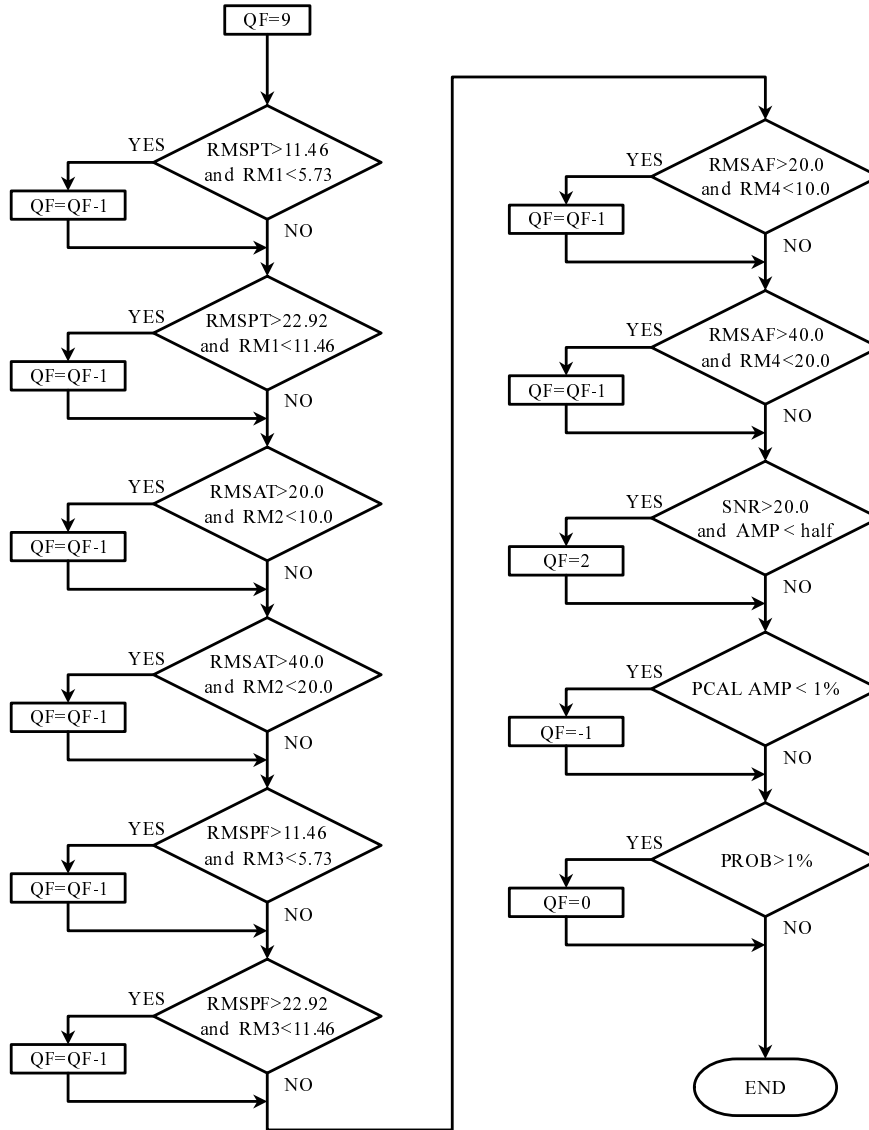 QF=9
YES
RMSPT>11.46
and RM1<5.73
QF=QF-1
NO
YES
RMSPT>22.92
and RM1<11.46
QF=QF-1
NO
YES
RMSAT>20.0
and RM2<10.0
QF=QF-1
NO
YES
RMSAT>40.0
and RM2<20.0
QF=QF-1
NO
YES
RMSPF>11.46
and RM3<5.73
QF=QF-1
NO
YES
RMSPF>22.92
and RM3<11.46
QF=QF-1
NO
YES
RMSAF>20.0
and RM4<10.0
QF=QF-1
NO
YES
RMSAF>40.0
and RM4<20.0
QF=QF-1
NO
YES
SNR>20.0
and AMP < half
QF=2
NO
YES
PCAL AMP < 1%
QF=-1
NO
YES
PROB>1%
QF=0
NO
END